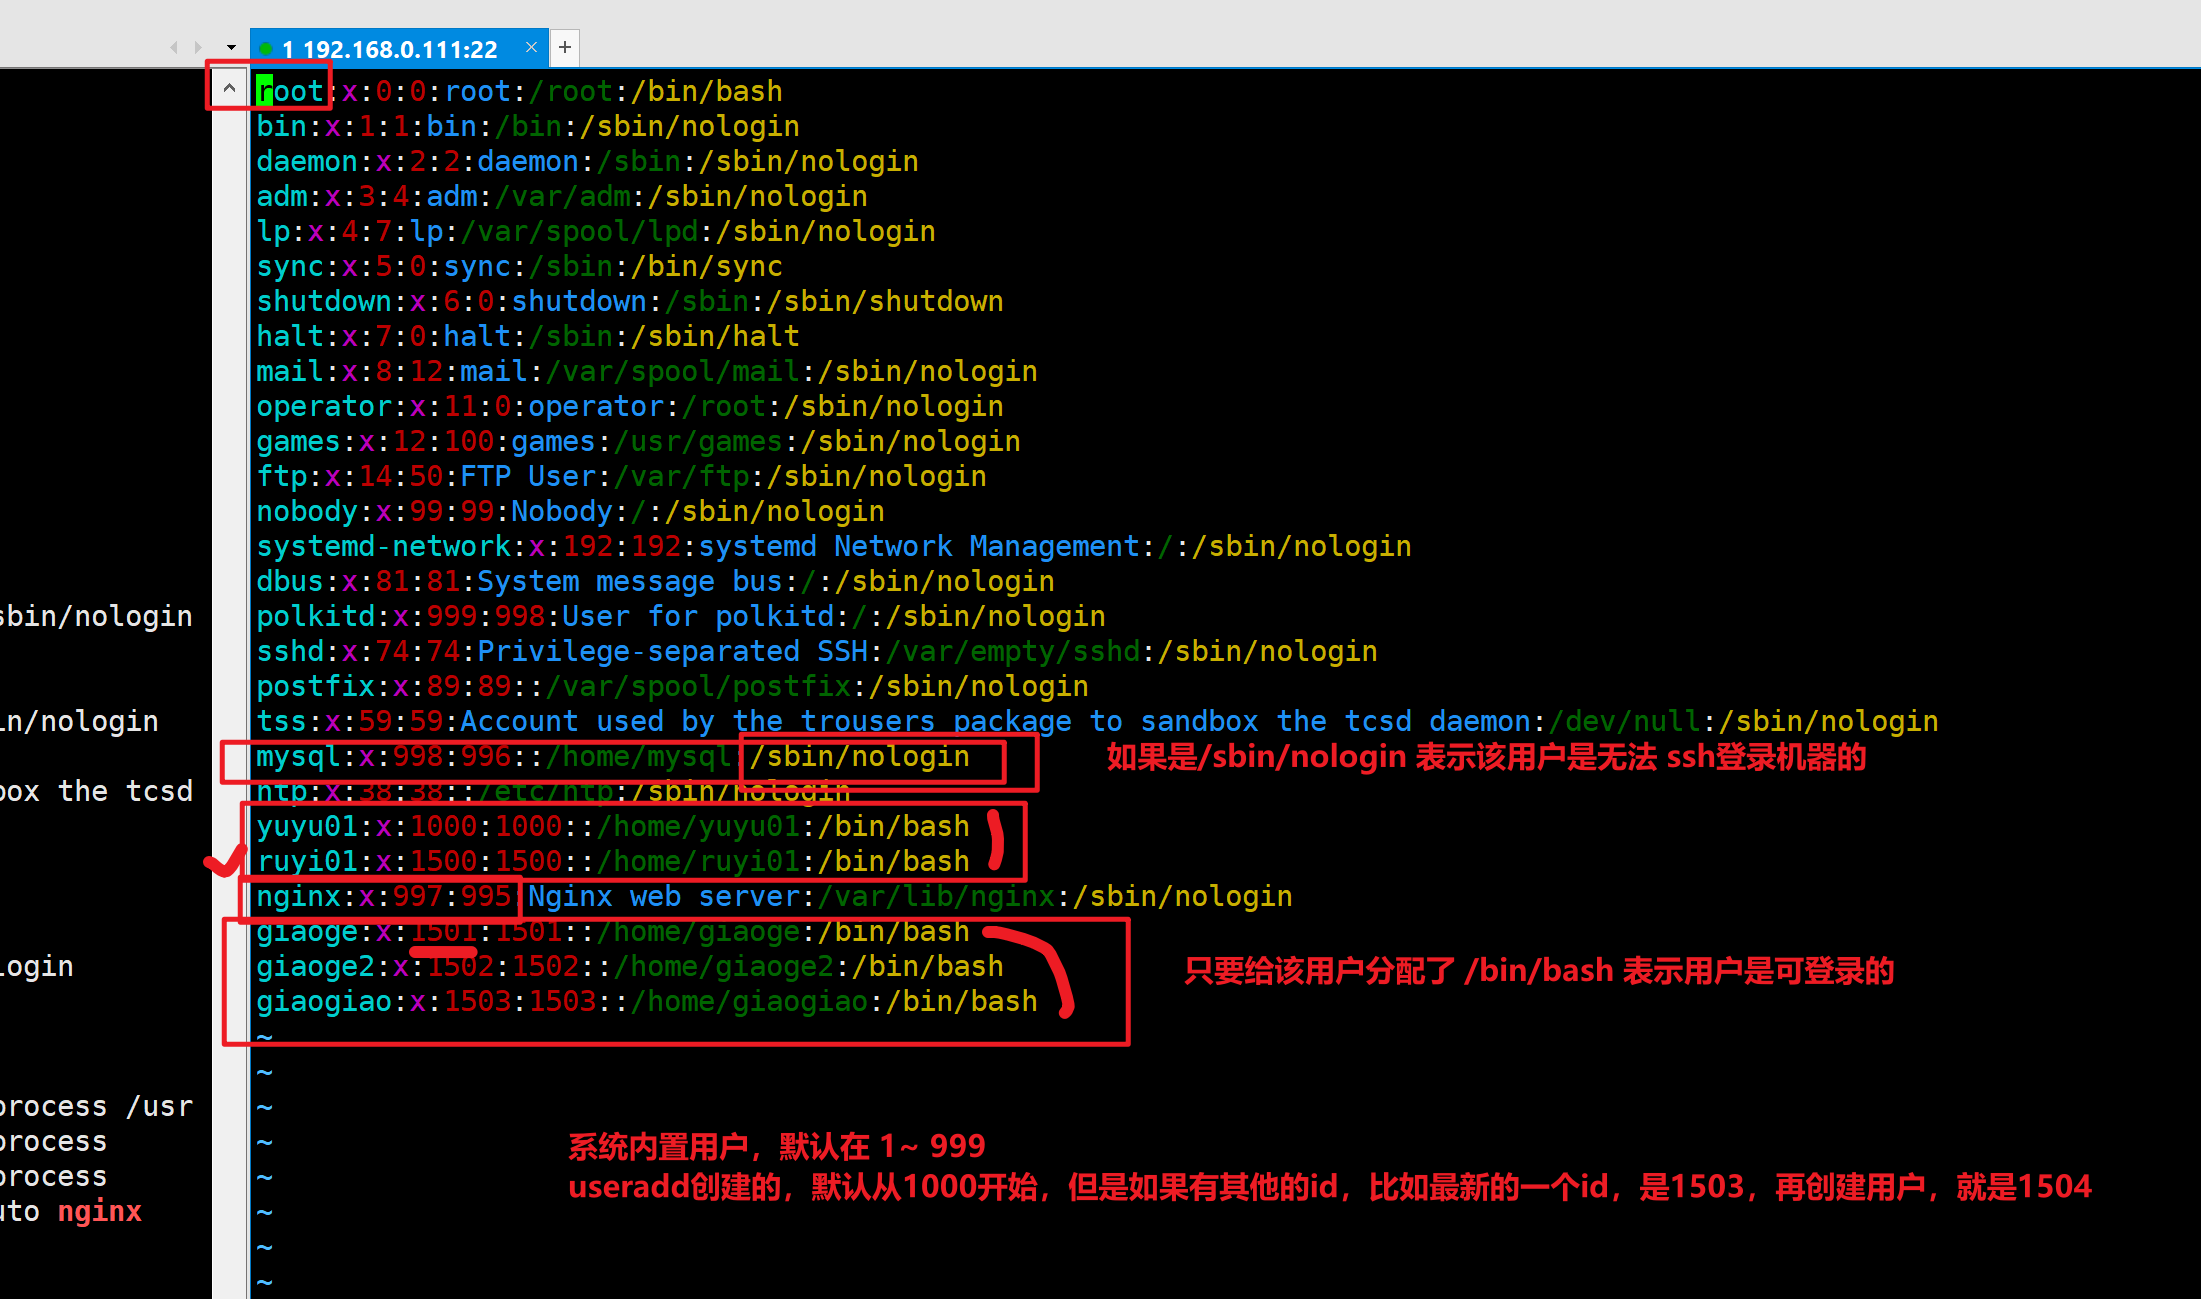 1 192.168.0.111:22
root:x:0:0:root:/root:/bin/bash
bin:x:1:1:bin:/bin:/sbin/nologin
daemon:x:2:2:daemon:/sbin:/sbin/nologin
adm:x:3:4:adm:/var/adm:/sbin/nologin
lp:x:4:7:lp:/var/spool/lpd:/sbin/nologin
sync:x:5:0:sync:/sbin:/bin/sync
shutdown:x:6:0:shutdown:/sbin:/sbin/shutdown
halt:x:7:0:halt:/sbin:/sbin/halt
mail:x:8:12:mail:/var/spool/mail:/sbin/nologin
operator:x:11:0:operator:/root:/sbin/nologin
games:x:12:100:games:/usr/games:/sbin/nologin
ftp:x:14:50:FTP User:/var/ftp:/sbin/nologin
nobody:x:99:99:Nobody:/:/sbin/nologin
systemd-network:x:192:192:systemd Network Management:/:/sbin/nologin
dbus:x:81:81:System message bus:/:/sbin/nologin
polkitd:x:999:998:User for polkitd:/:/sbin/nologin
sshd:x:74:74:Privilege-separated SSH:/var/empty/sshd:/sbin/nologin
postfix:x:89:89::/var/spool/postfix:/sbin/nologin
tss:x:59:59:Account used by the trousers package to sandbox the tcsd daemon:/dev/null:/sbin/nologin
mysql:x:998:996::/home/mysql:/sbin/nologin
如果是/sbin/nologin 表示该用户是无法 ssh登录机器的
ntp:x:38:38::/etc/ntp:/sbin/nologin
yuyu01:x:1000:1000::/home/yuyu01:/bin/bash
ruyi01:x:1500:1500::/home/ruyi01:/bin/bash
nginx:x:997:995:Nginx web server:/var/lib/nginx:/sbin/nologin
giaoge:x:1501:1501::/home/giaoge:/bin/bash
giaoge2:x:1502:1502::/home/giaoge2:/bin/bash
只要给该用户分配了 /bin/bash 表示用户是可登录的
giaogiao:x:1503:1503::/home/giaogiao:/bin/bash
~
~
~
~
~
~
~
~
系统内置用户，默认在 1~ 999
useradd创建的，默认从1000开始，但是如果有其他的id，比如最新的一个id，是1503，再创建用户，就是1504
sbin/nologin
in/nologin
box the tcsd
login
process /usr
process
process
uto nginx